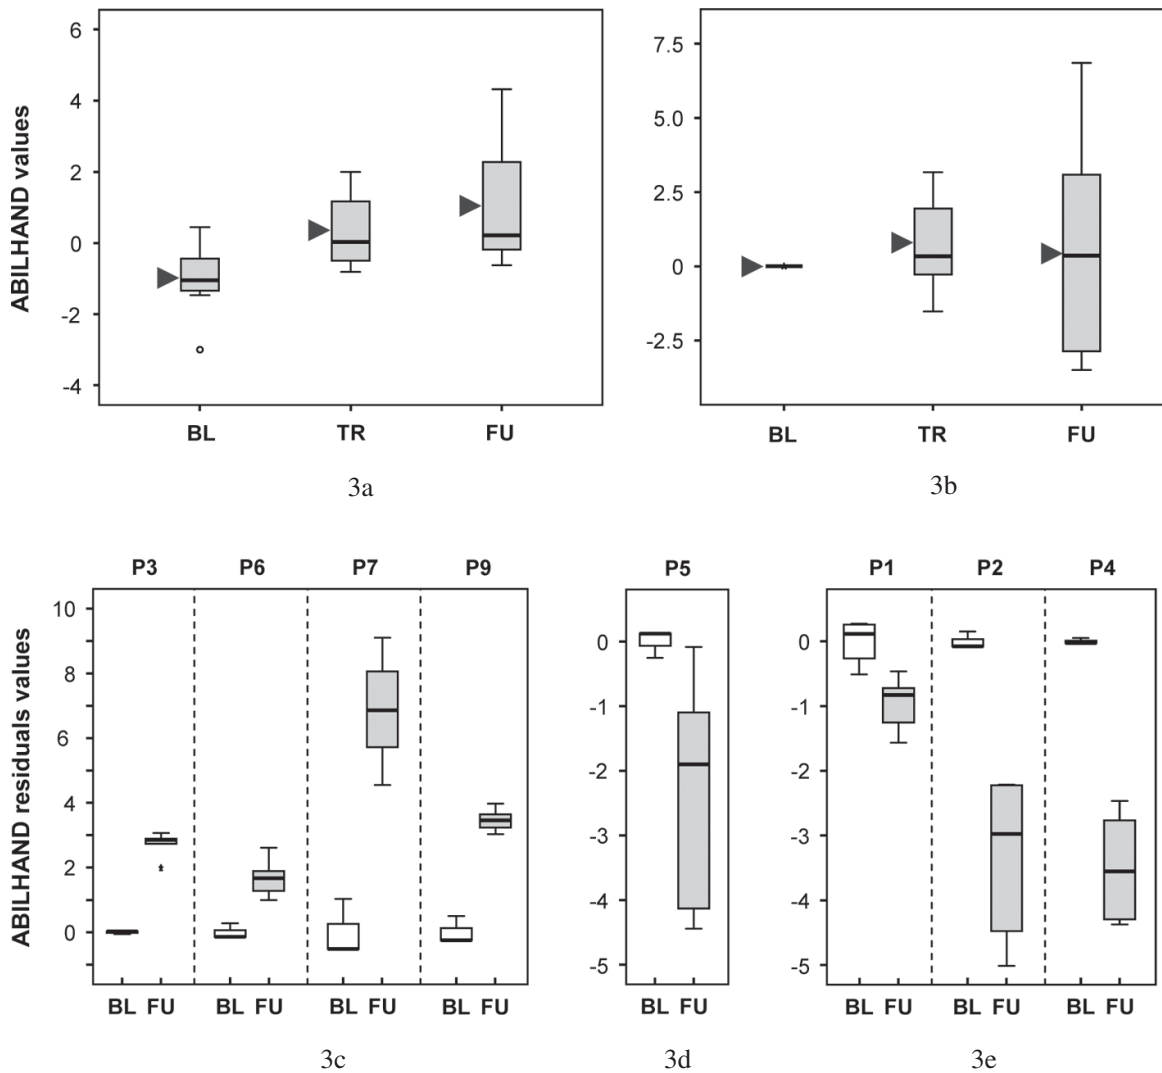 ABILHAND values
6
4
2
0
-2
-4
BL TR FU
3a
7.5
5.0
2.5
0
-2.5
BL TR FU
3b
ABILHAND residuals values
P3 P6 P7 P9
10
8
6
4
2
0
BL FU BL FU BL FU BL FU
3c
P5
0
-1
-2
-3
-4
-5
BL FU
3d
P1 P2 P4
0
-1
-2
-3
-4
-5
BL FU BL FU BL FU
3e